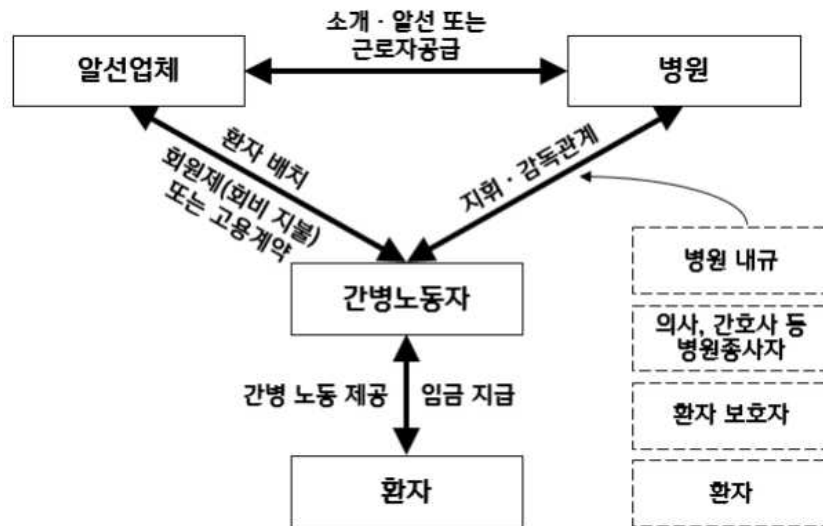 소개 · 알선 또는
근로자공급
알선업체
병원
환자 배치
회원제(회비 지불)
또는 고용계약
지휘 · 감독관계
병원 내규
간병노동자
의사, 간호사 등
병원종사자
간병 노동 제공
임금 지급
환자 보호자
환자
환자